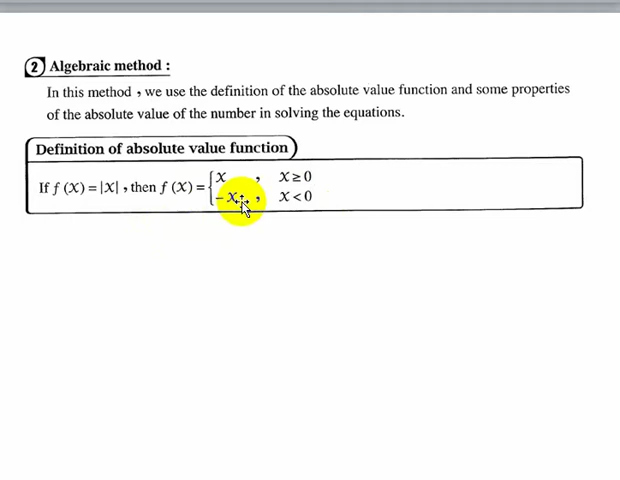 2 Algebraic method :
In this method , we use the definition of the absolute value function and some properties
of the absolute value of the number in solving the equations.
Definition of absolute value function
If f (X) = |X| , then f (X) = { X , X ≥ 0
– X , X < 0